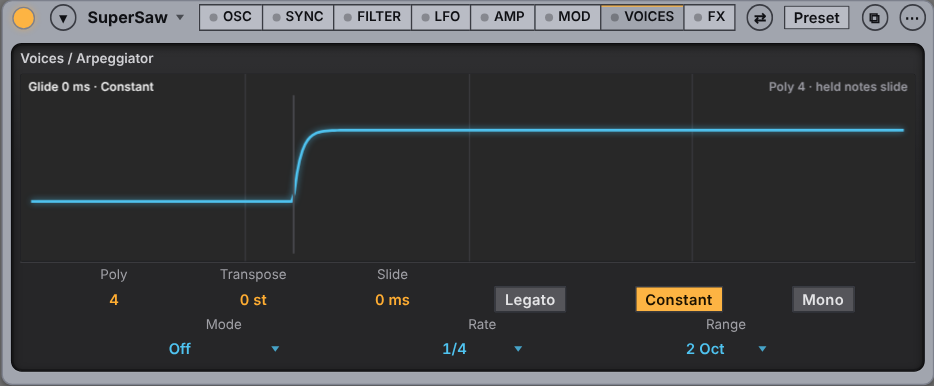 SuperSaw OSC SYNC FILTER LFO AMP MOD VOICES FX Preset
Voices / Arpeggiator
Glide 0 ms · Constant Poly 4 · held notes slide
Poly Transpose Slide
4 0 st 0 ms Legato Constant Mono
Mode Rate Range
Off 1/4 2 Oct